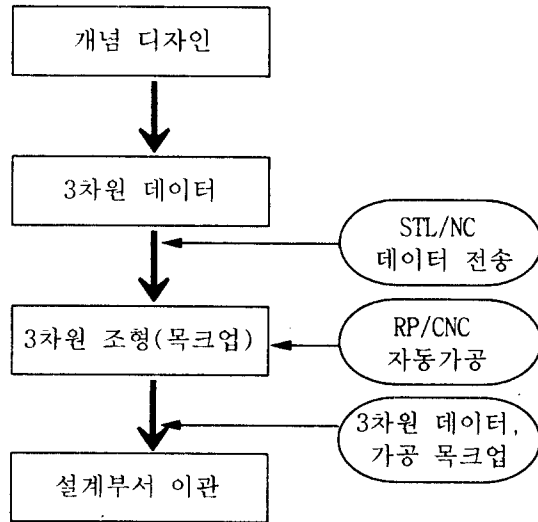 개념 디자인
3차원 데이터
STL/NC
데이터 전송
3차원 조형(목크업)
RP/CNC
자동가공
3차원 데이터,
가공 목크업
설계부서 이관